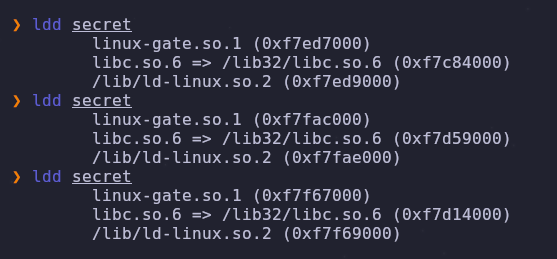 ❯ ldd secret
linux-gate.so.1 (0xf7ed7000)
libc.so.6 => /lib32/libc.so.6 (0xf7c84000)
/lib/ld-linux.so.2 (0xf7ed9000)
❯ ldd secret
linux-gate.so.1 (0xf7fac000)
libc.so.6 => /lib32/libc.so.6 (0xf7d59000)
/lib/ld-linux.so.2 (0xf7fae000)
❯ ldd secret
linux-gate.so.1 (0xf7f67000)
libc.so.6 => /lib32/libc.so.6 (0xf7d14000)
/lib/ld-linux.so.2 (0xf7f69000)